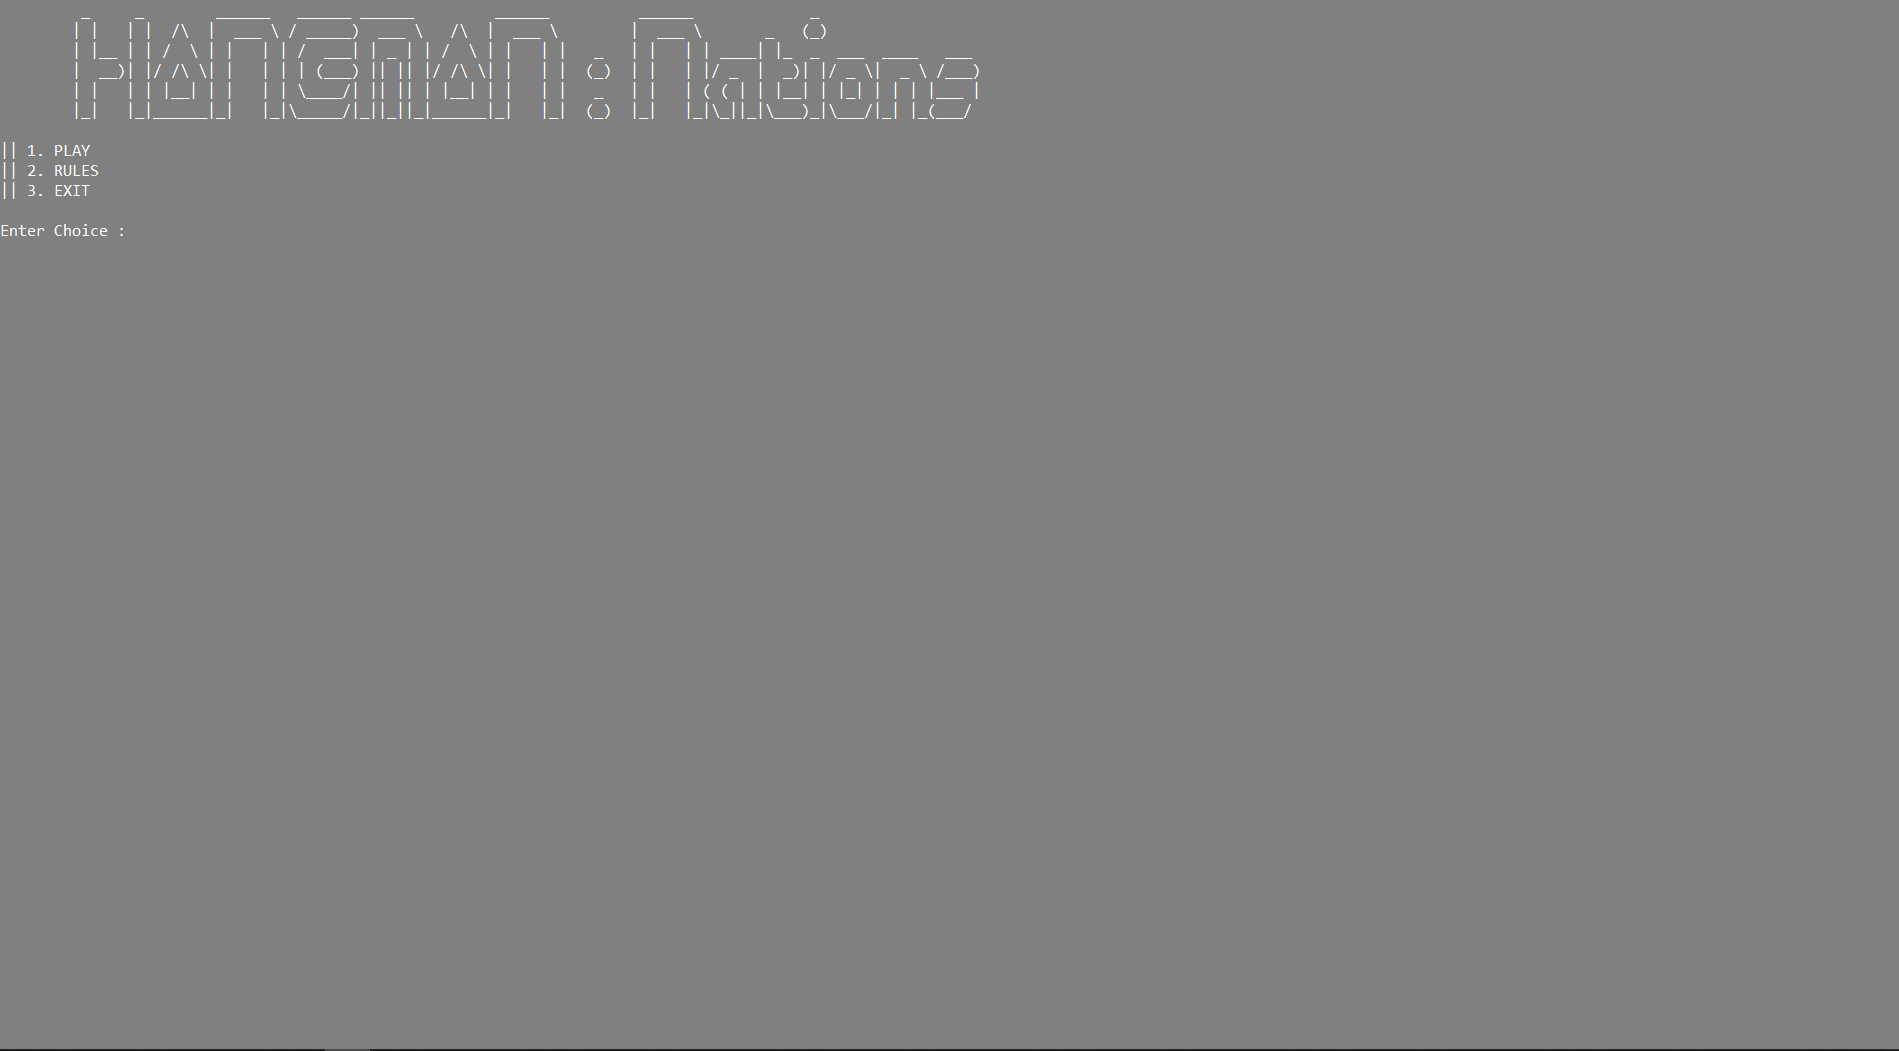 HANGMAN : Nations
|| 1. PLAY
|| 2. RULES
|| 3. EXIT
Enter Choice :